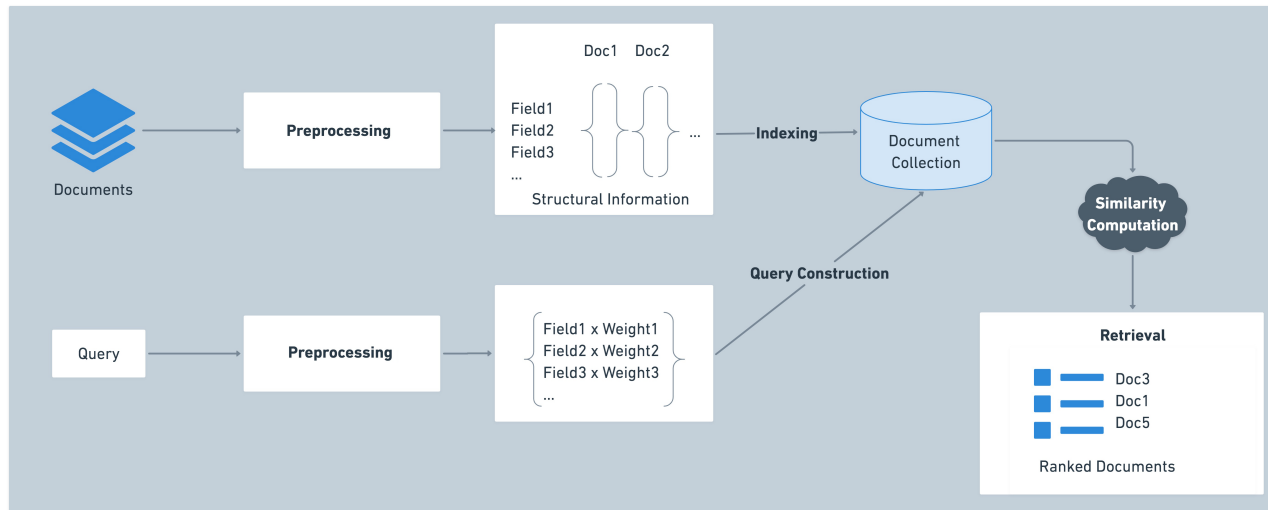 Documents
Preprocessing
Doc1 Doc2
Field1
Field2
Field3
...
...
Structural Information
Indexing
Document
Collection
Similarity
Computation
Query Construction
Query
Preprocessing
Field1 x Weight1
Field2 x Weight2
Field3 x Weight3
...
Retrieval
Doc3
Doc1
Doc5
Ranked Documents